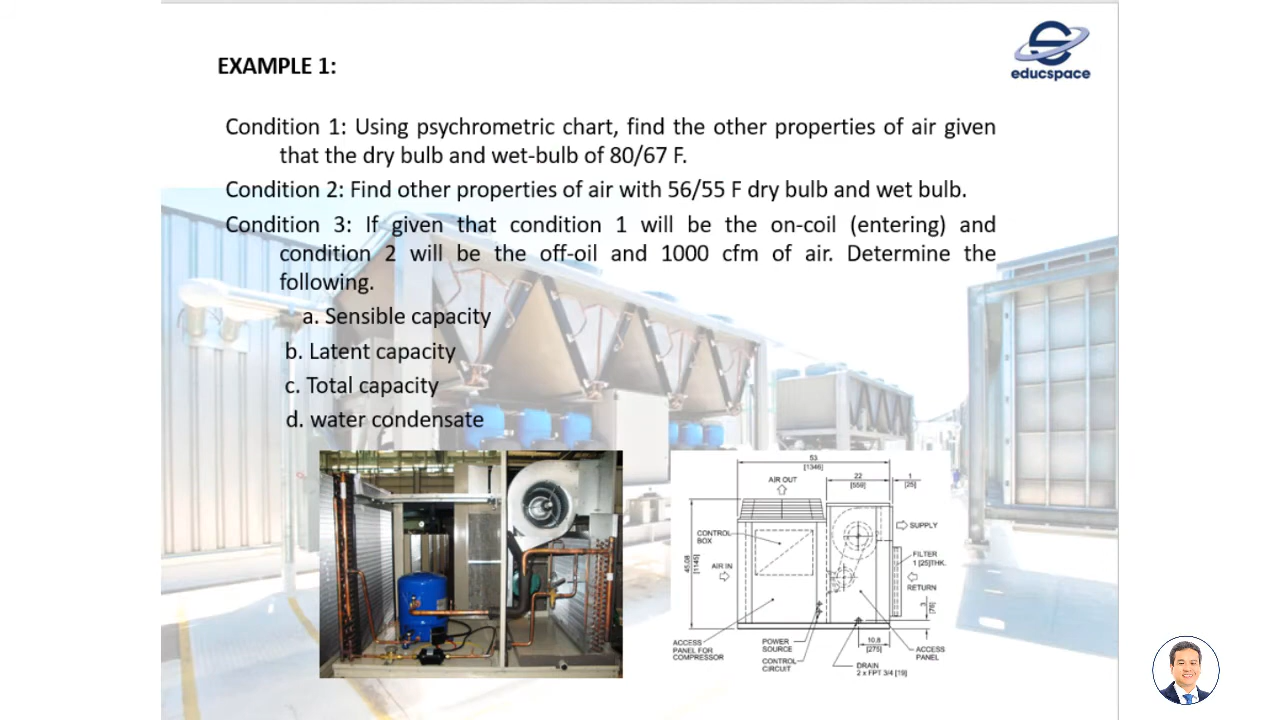 educspace
EXAMPLE 1:
Condition 1: Using psychrometric chart, find the other properties of air given
that the dry bulb and wet-bulb of 80/67 F.
Condition 2: Find other properties of air with 56/55 F dry bulb and wet bulb.
Condition 3: If given that condition 1 will be the on-coil (entering) and
condition 2 will be the off-oil and 1000 cfm of air. Determine the
following.
a. Sensible capacity
b. Latent capacity
c. Total capacity
d. water condensate
53
[1346]
AIR OUT
22
[559]
1
[25]
CONTROL
BOX
SUPPLY
45.08
[1145]
AIR IN
FILTER
1 [25]THK.
RETURN
3
[76]
ACCESS
PANEL FOR
COMPRESSOR
POWER
SOURCE
CONTROL
CIRCUIT
10.8
[275]
DRAIN
2 x FPT 3/4 [19]
ACCESS
PANEL